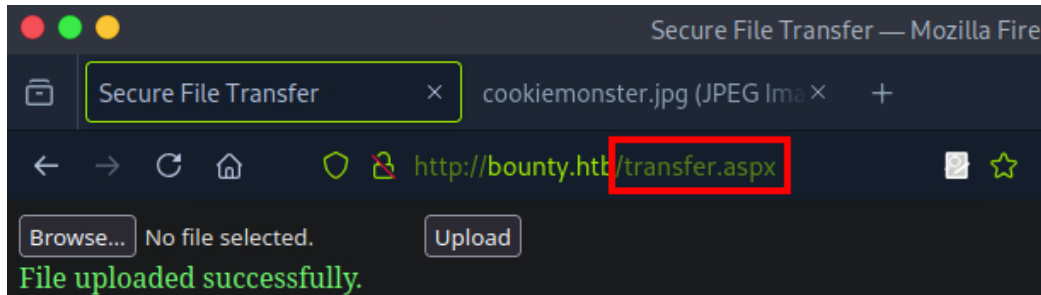 Secure File Transfer — Mozilla Fire
Secure File Transfer × cookiemonster.jpg (JPEG Ima × +
http://bounty.htb/transfer.aspx
Browse... No file selected. Upload
File uploaded successfully.